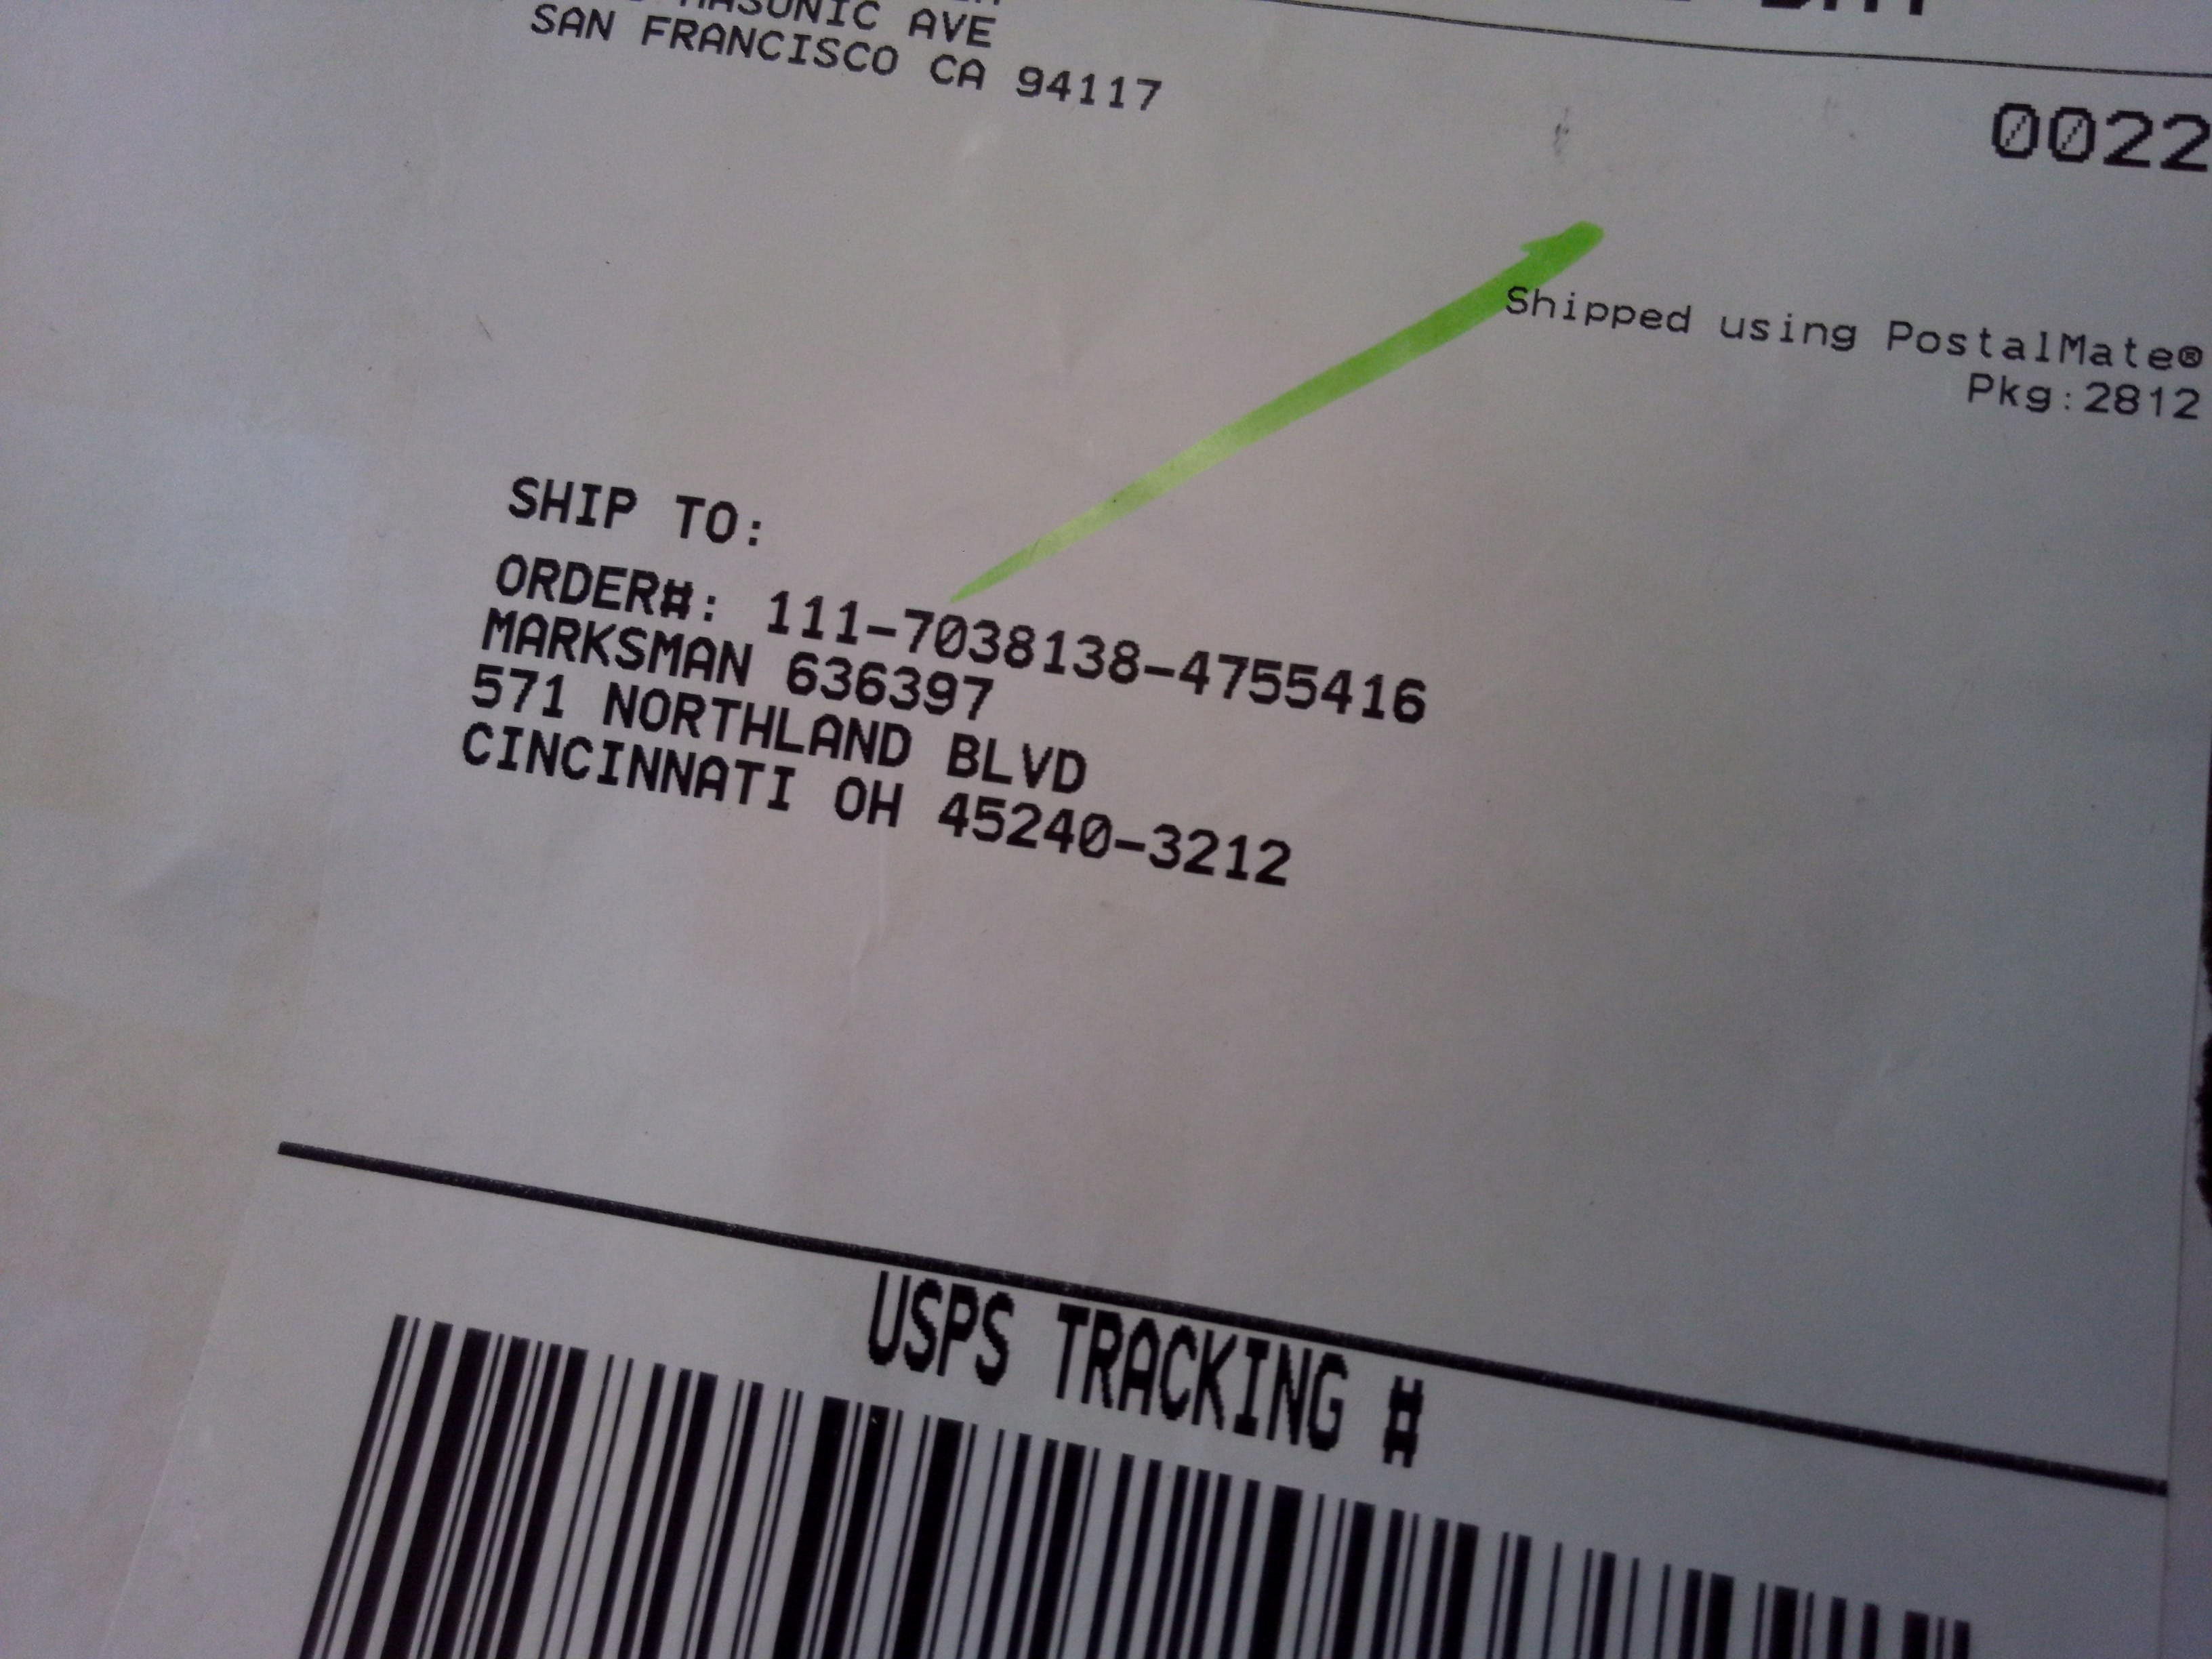 AVE
SAN FRANCISCO CA 94117
0022
Shipped using PostalMate®
Pkg:2812
SHIP TO:
ORDER#: 111-7038138-4755416
MARKSMAN 636397
571 NORTHLAND BLVD
CINCINNATI OH 45240-3212
USPS TRACKING #